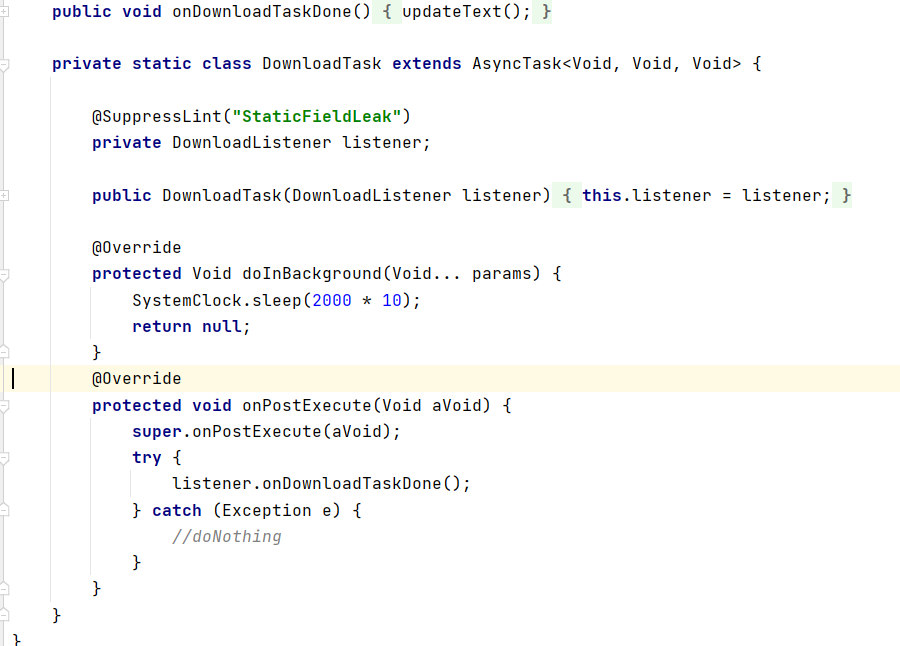 public void onDownloadTaskDone() { updateText(); }
private static class DownloadTask extends AsyncTask<Void, Void, Void> {
@SuppressLint("StaticFieldLeak")
private DownloadListener listener;
public DownloadTask(DownloadListener listener) { this.listener = listener; }
@Override
protected Void doInBackground(Void... params) {
SystemClock.sleep(2000 * 10);
return null;
}
@Override
protected void onPostExecute(Void aVoid) {
super.onPostExecute(aVoid);
try {
listener.onDownloadTaskDone();
} catch (Exception e) {
//doNothing
}
}
}
}